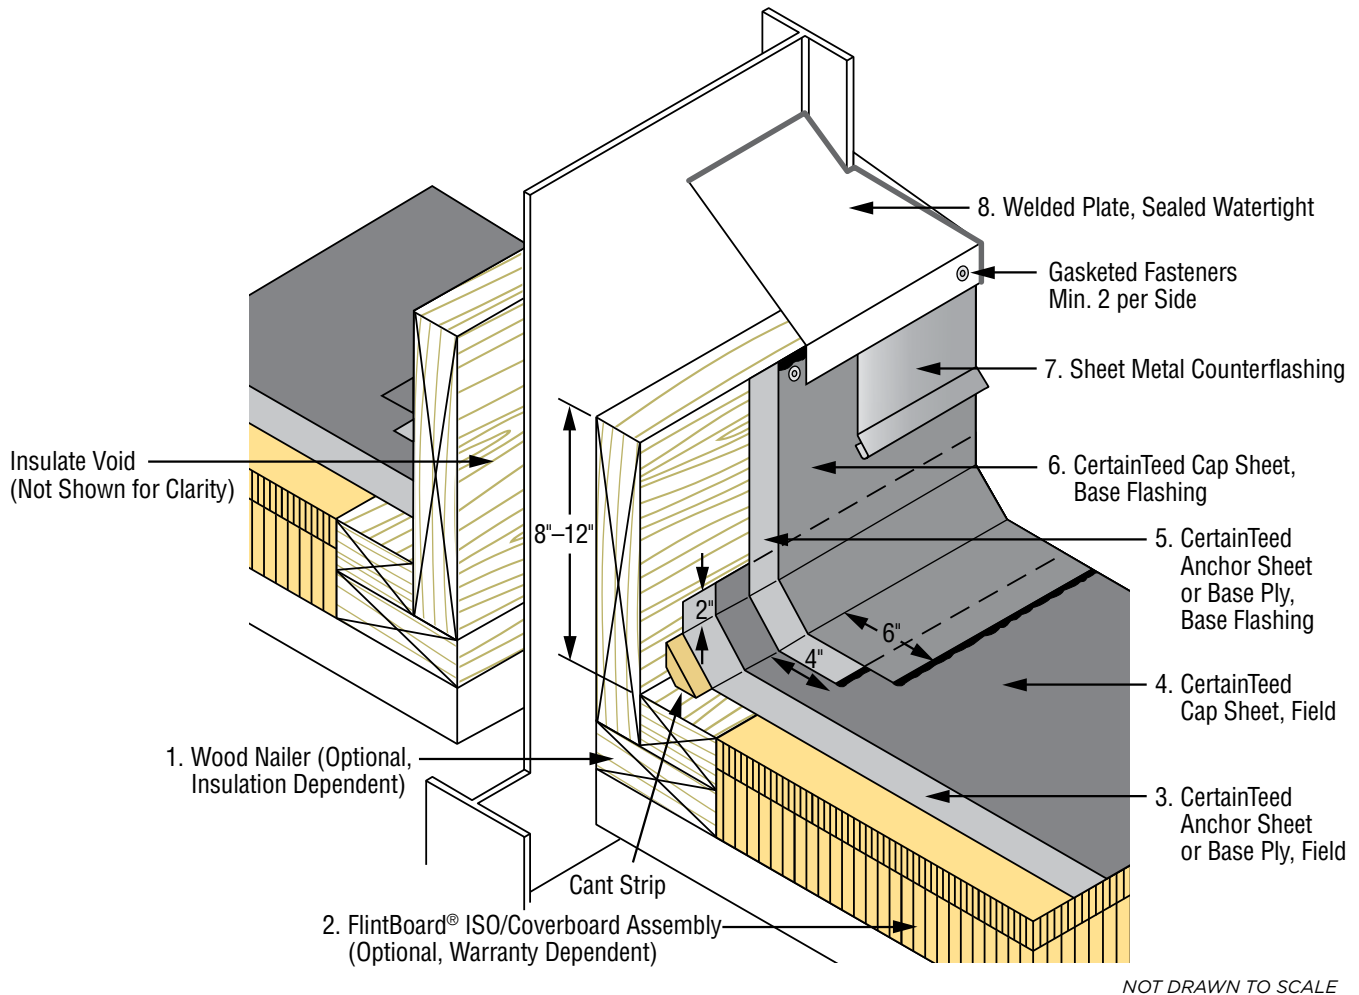 8. Welded Plate, Sealed Watertight
Gasketed Fasteners
Min. 2 per Side
7. Sheet Metal Counterflashing
Insulate Void
(Not Shown for Clarity)
6. CertainTeed Cap Sheet,
Base Flashing
8"–12"
5. CertainTeed
Anchor Sheet
or Base Ply,
Base Flashing
2"
6"
4"
4. CertainTeed
Cap Sheet, Field
1. Wood Nailer (Optional,
Insulation Dependent)
3. CertainTeed
Anchor Sheet
or Base Ply, Field
Cant Strip
2. FlintBoard® ISO/Coverboard Assembly
(Optional, Warranty Dependent)
NOT DRAWN TO SCALE